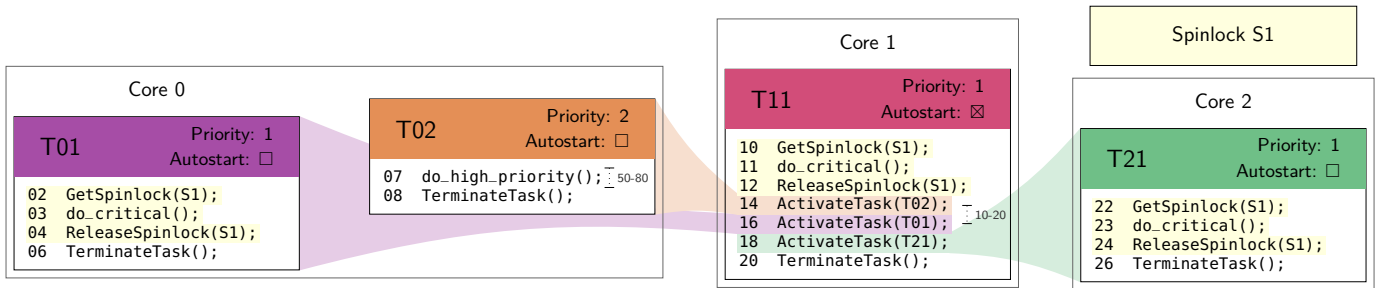 Core 0
T01
Priority: 1
Autostart: ☐
02 GetSpinlock(S1);
03 do_critical();
04 ReleaseSpinlock(S1);
06 TerminateTask();
T02
Priority: 2
Autostart: ☐
07 do_high_priority();
50-80
08 TerminateTask();
Core 1
T11
Priority: 1
Autostart: ☒
10 GetSpinlock(S1);
11 do_critical();
12 ReleaseSpinlock(S1);
14 ActivateTask(T02);
16 ActivateTask(T01);
10-20
18 ActivateTask(T21);
20 TerminateTask();
Spinlock S1
Core 2
T21
Priority: 1
Autostart: ☐
22 GetSpinlock(S1);
23 do_critical();
24 ReleaseSpinlock(S1);
26 TerminateTask();